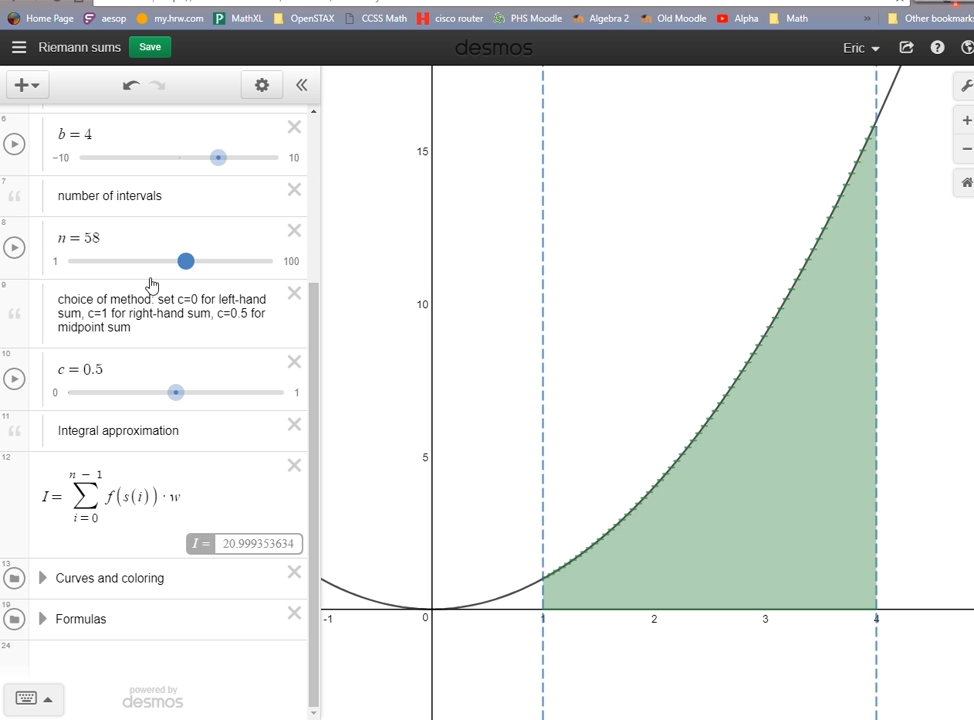 Home Page aesop my.hrw.com MathXL OpenSTAX CCSS Math cisco router PHS Moodle Algebra 2 Old Moodle Alpha Math » Other bookmarks
Riemann sums Save desmos Eric
6
b = 4
-10 10
7
number of intervals
8
n = 58
1 100
9
choice of method: set c=0 for left-hand
sum, c=1 for right-hand sum, c=0.5 for
midpoint sum
10
c = 0.5
0 1
11
Integral approximation
12
n − 1
I = ∑ f(s(i)) · w
i = 0
I = 20.999353634
13
Curves and coloring
19
Formulas
24
powered by
desmos
15
10
5
-1 0 1 2 3 4